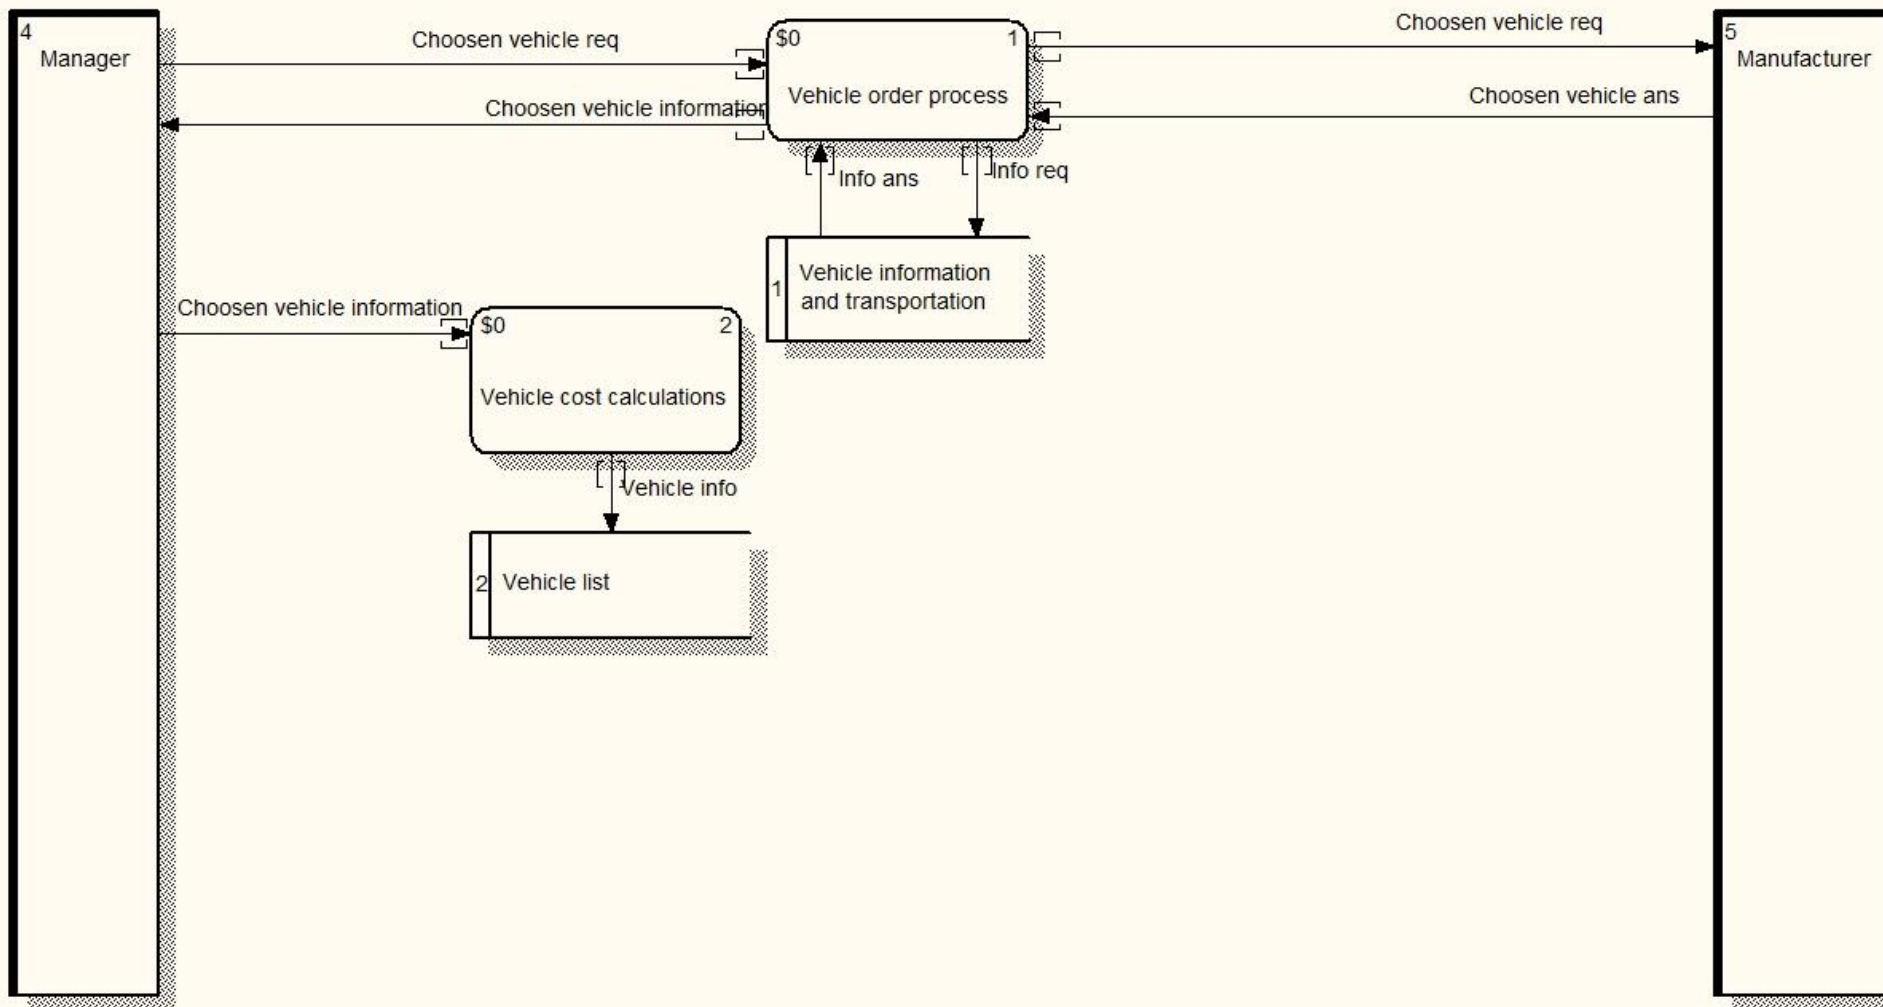 4
Manager
Choosen vehicle req
$0
1
Vehicle order process
Choosen vehicle req
5
Manufacturer
Choosen vehicle information
Choosen vehicle ans
Info ans
Info req
1
Vehicle information
and transportation
Choosen vehicle information
$0
2
Vehicle cost calculations
Vehicle info
2
Vehicle list